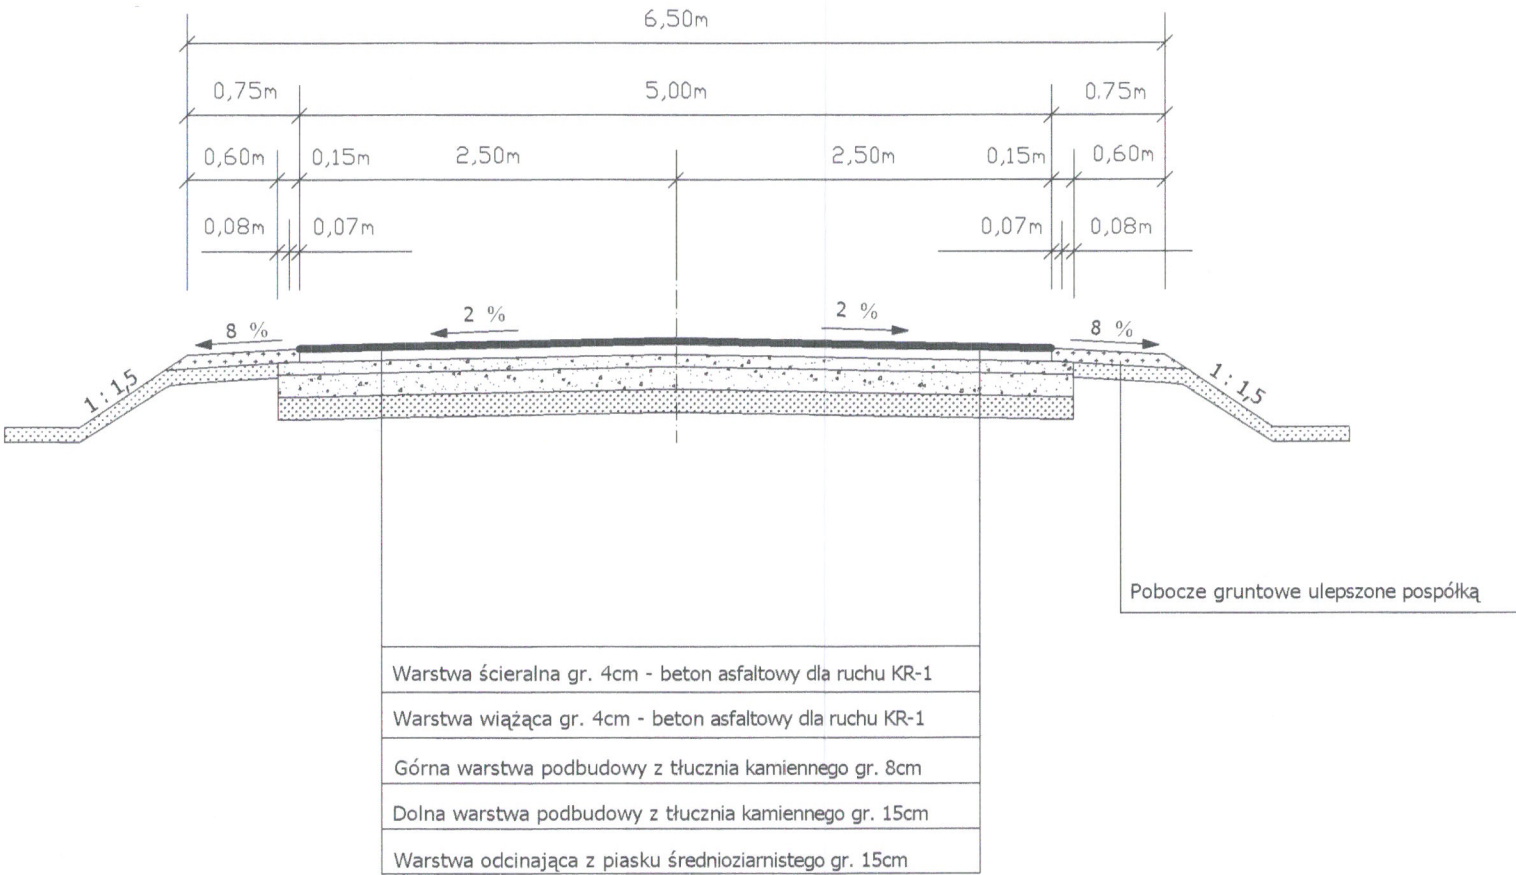 6,50m
0,75m 5,00m 0.75m
0,60m 0,15m 2,50m 2,50m 0,15m 0,60m
0,08m 0,07m 0,07m 0,08m
8 % 2 % 2 % 8 %
1 : 1,5 1 : 1,5
Pobocze gruntowe ulepszone pospółką
Warstwa ścieralna gr. 4cm - beton asfaltowy dla ruchu KR-1
Warstwa wiążąca gr. 4cm - beton asfaltowy dla ruchu KR-1
Górna warstwa podbudowy z tłucznia kamiennego gr. 8cm
Dolna warstwa podbudowy z tłucznia kamiennego gr. 15cm
Warstwa odcinająca z piasku średnioziarnistego gr. 15cm